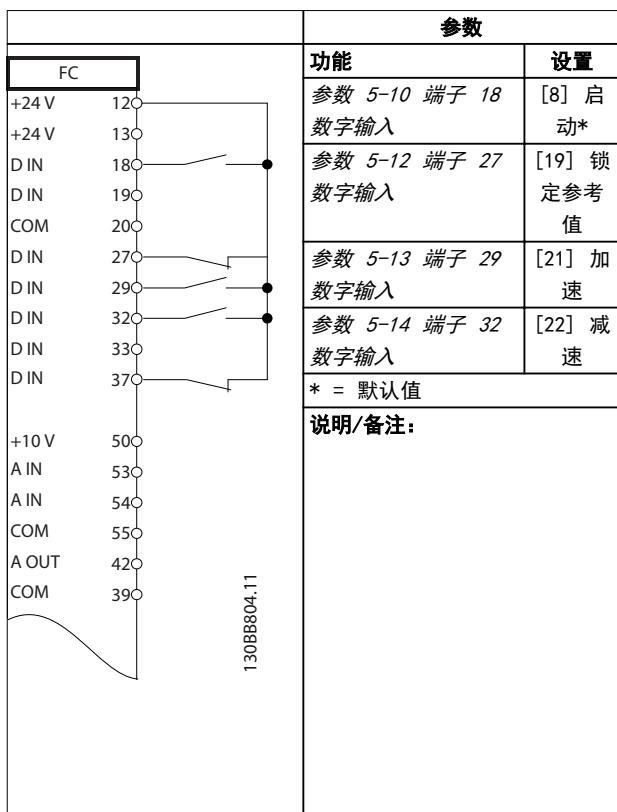 FC
+24 V 12
+24 V 13
D IN 18
D IN 19
COM 20
D IN 27
D IN 29
D IN 32
D IN 33
D IN 37
+10 V 50
A IN 53
A IN 54
COM 55
A OUT 42
COM 39
130BB804.11
参数
功能 设置
参数 5-10 端子 18 [8] 启
数字输入 动*
参数 5-12 端子 27 [19] 锁
数字输入 定参考
值
参数 5-13 端子 29 [21] 加
数字输入 速
参数 5-14 端子 32 [22] 减
数字输入 速
* = 默认值
说明/备注: